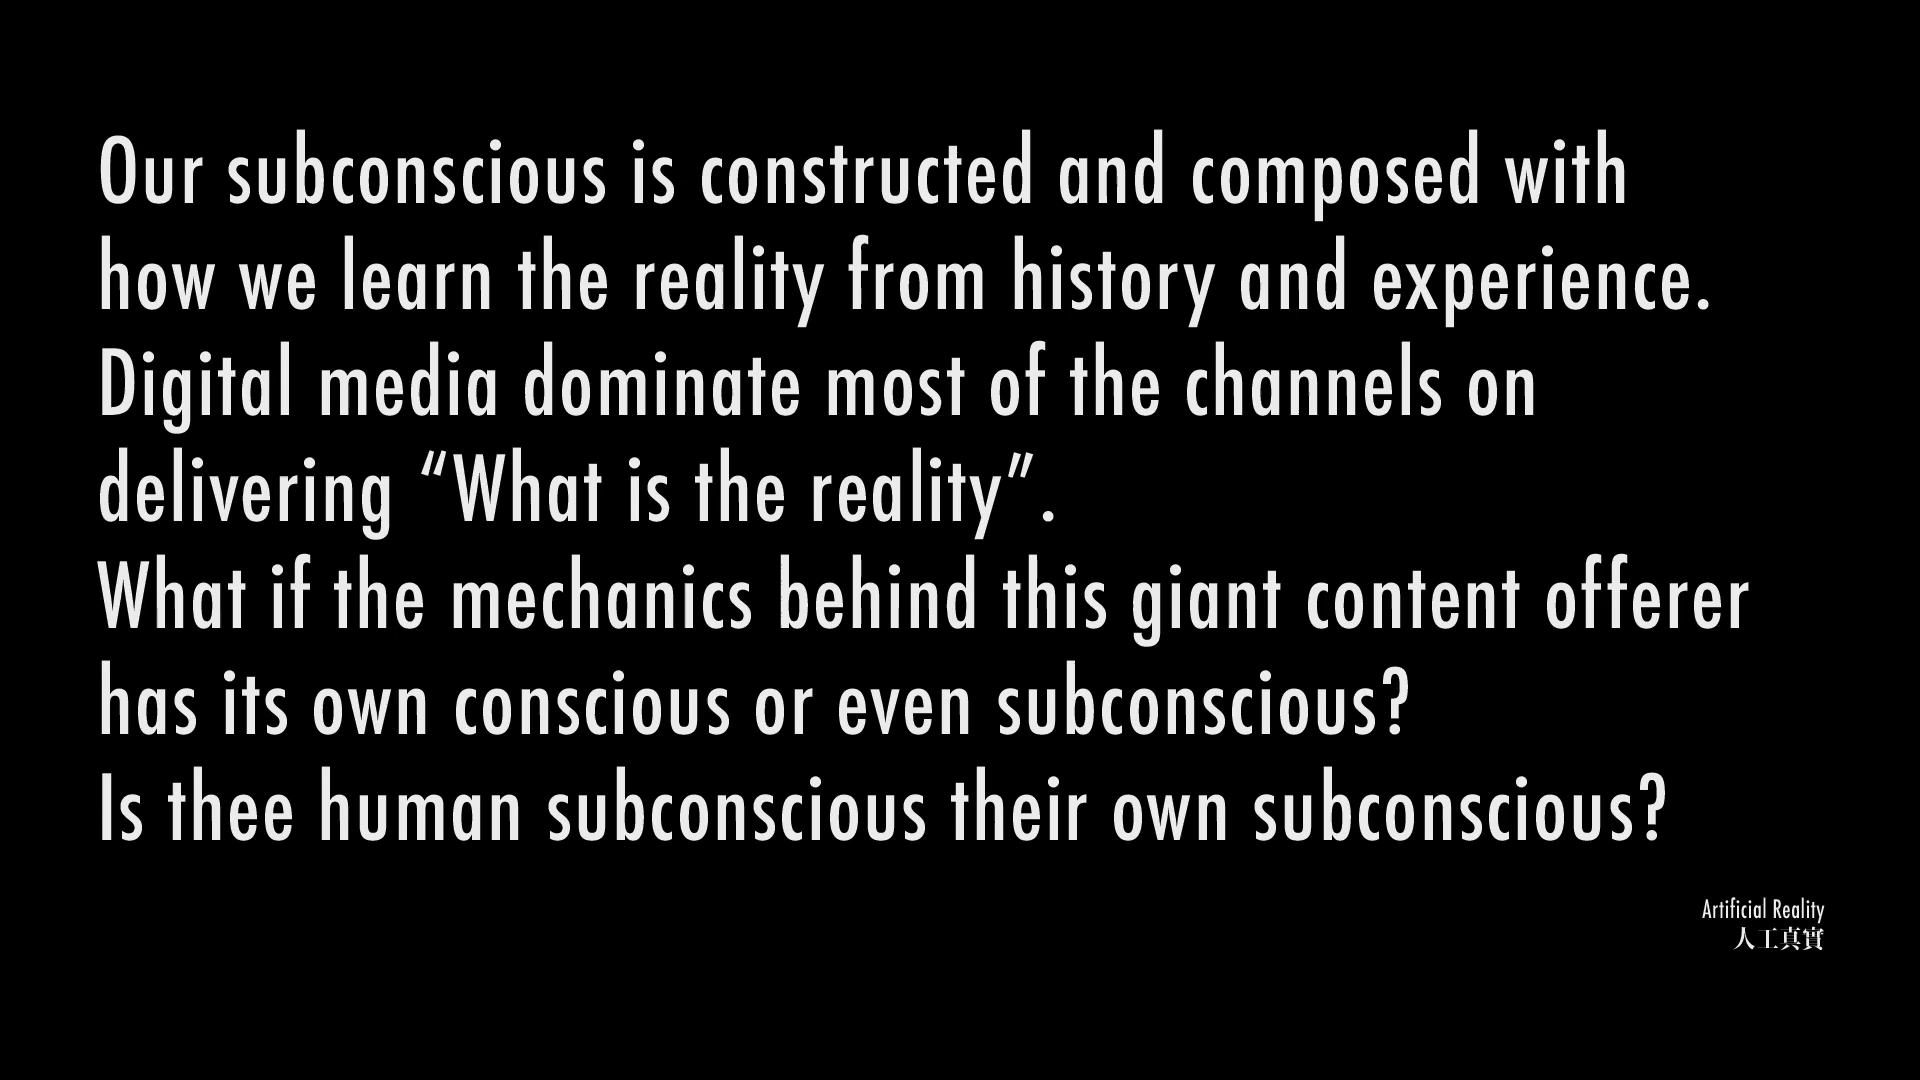 Our subconscious is constructed and composed with
how we learn the reality from history and experience.
Digital media dominate most of the channels on
delivering “What is the reality”.
What if the mechanics behind this giant content offerer
has its own conscious or even subconscious?
Is thee human subconscious their own subconscious?
Artificial Reality
人工真實